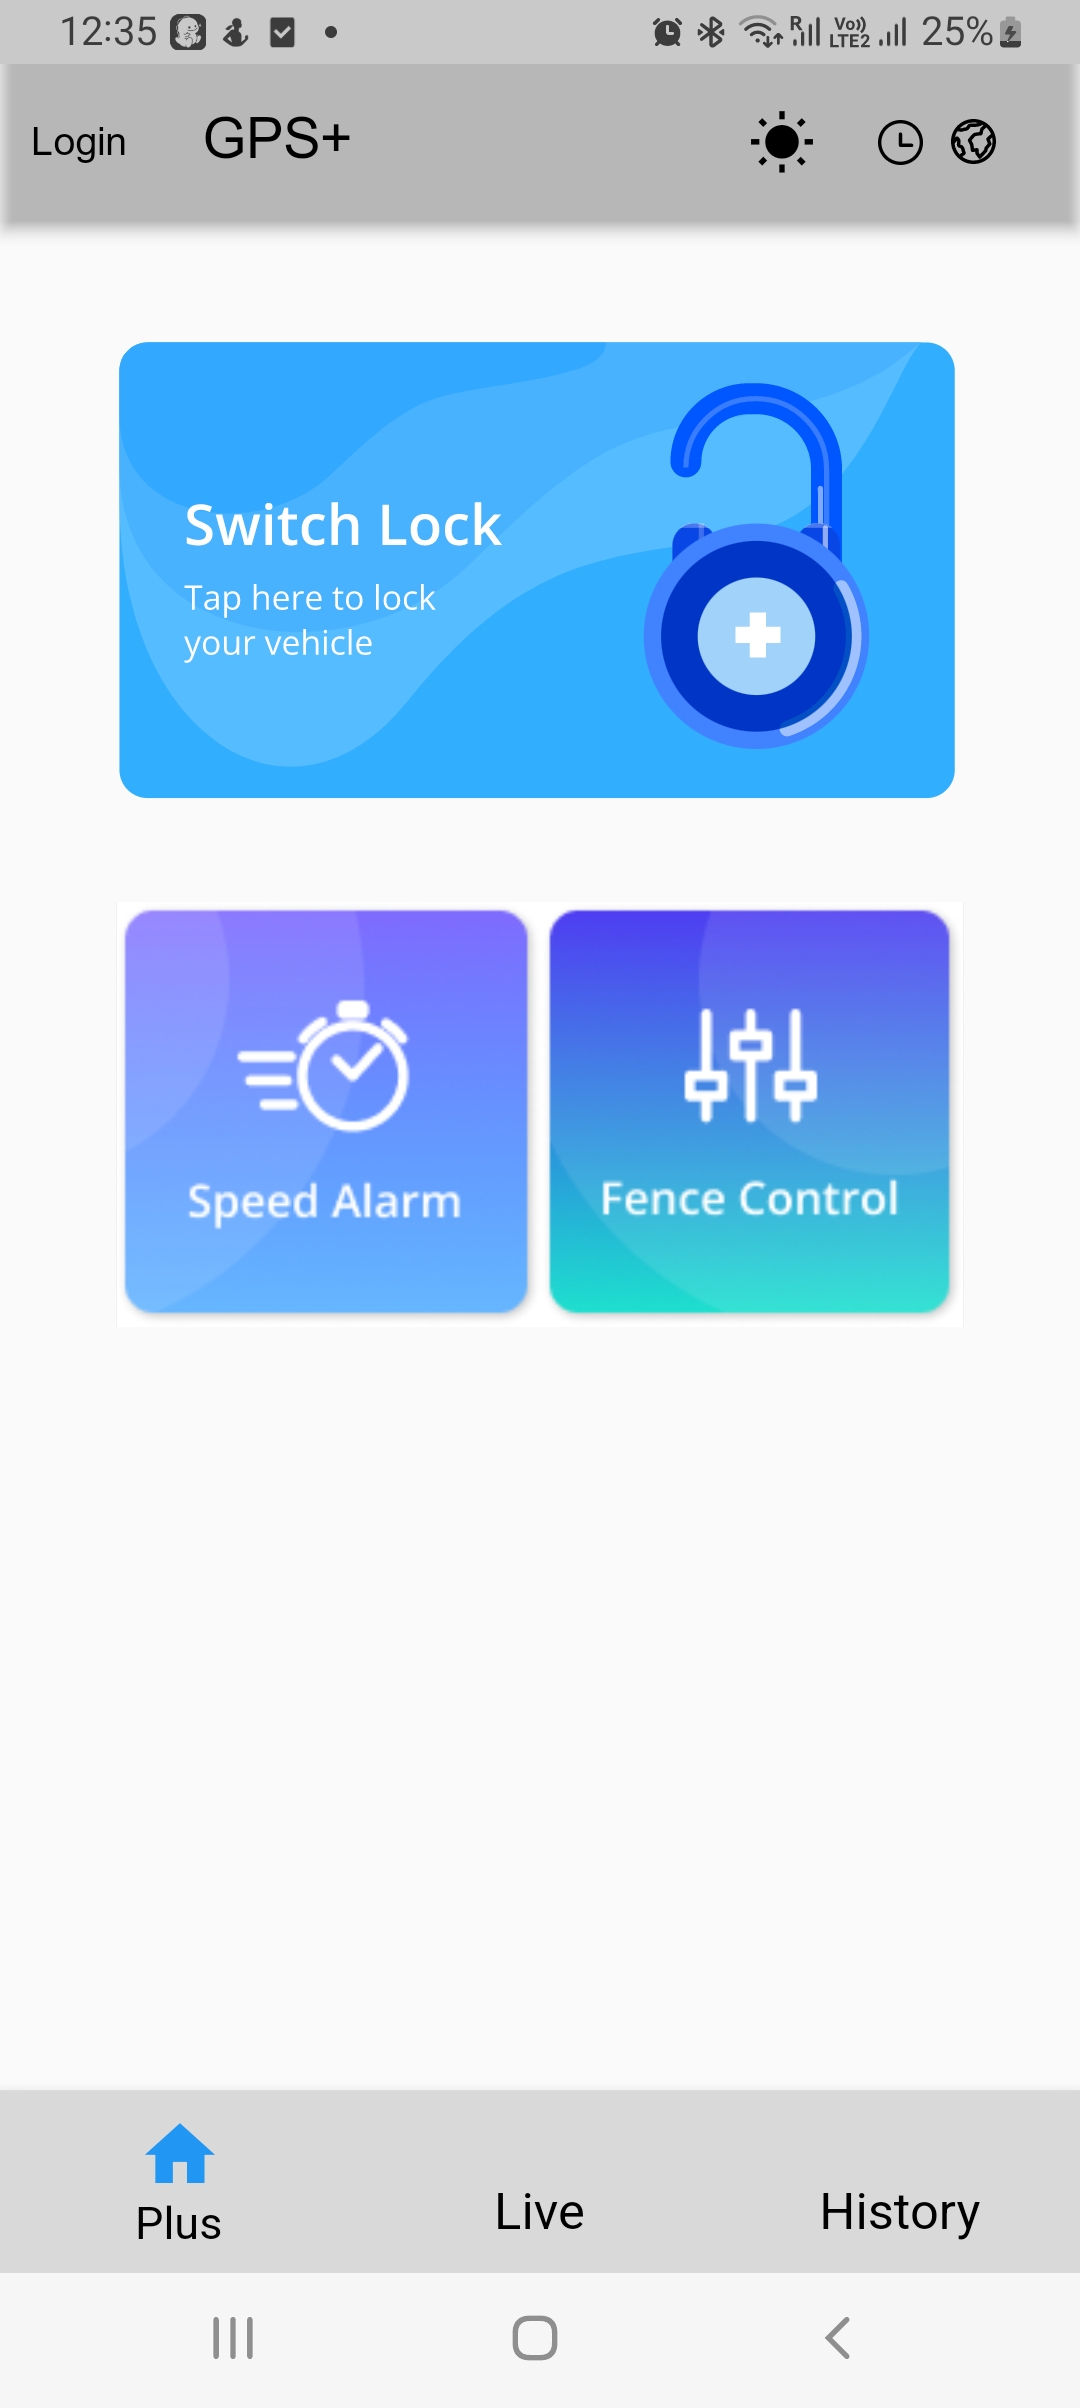 12:35
R Vo)) LTE2 25%
Login GPS+
Switch Lock
Tap here to lock
your vehicle
Speed Alarm Fence Control
Plus Live History